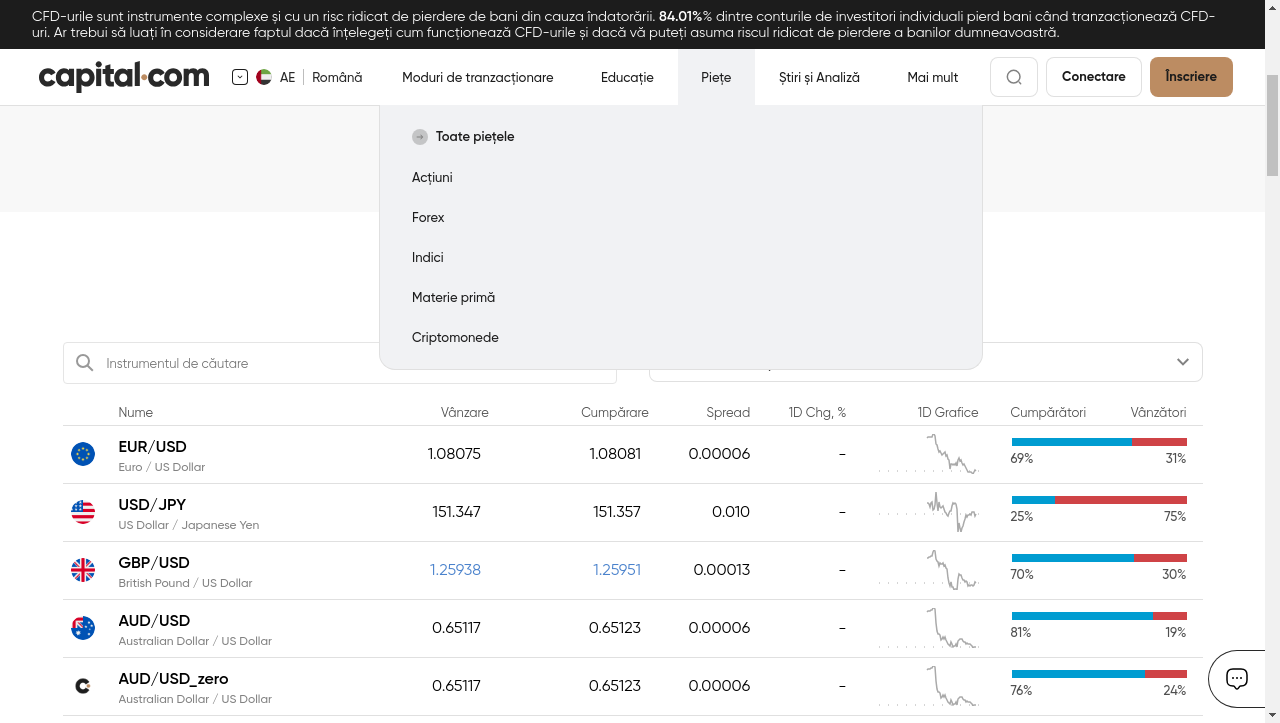 CFD-urile sunt instrumente complexe și cu un risc ridicat de pierdere de bani din cauza îndatorării. 84.01%% dintre conturile de investitori individuali pierd bani când tranzacționează CFD-
uri. Ar trebui să luați în considerare faptul dacă înțelegeți cum funcționează CFD-urile și dacă vă puteți asuma riscul ridicat de pierdere a banilor dumneavoastră.
capital.com
AE Română Moduri de tranzacționare Educație Piețe Știri și Analiză Mai mult Conectare Înscriere
Toate piețele
Acțiuni
Forex
Indici
Materie primă
Criptomonede
Instrumentul de căutare
Nume Vânzare Cumpărare Spread 1D Chg, % 1D Grafice Cumpărători Vânzători
EUR/USD 1.08075 1.08081 0.00006 -
Euro / US Dollar 69% 31%
USD/JPY 151.347 151.357 0.010 -
US Dollar / Japanese Yen 25% 75%
GBP/USD 1.25938 1.25951 0.00013 -
British Pound / US Dollar 70% 30%
AUD/USD 0.65117 0.65123 0.00006 -
Australian Dollar / US Dollar 81% 19%
AUD/USD_zero 0.65117 0.65123 0.00006 -
Australian Dollar / US Dollar 76% 24%